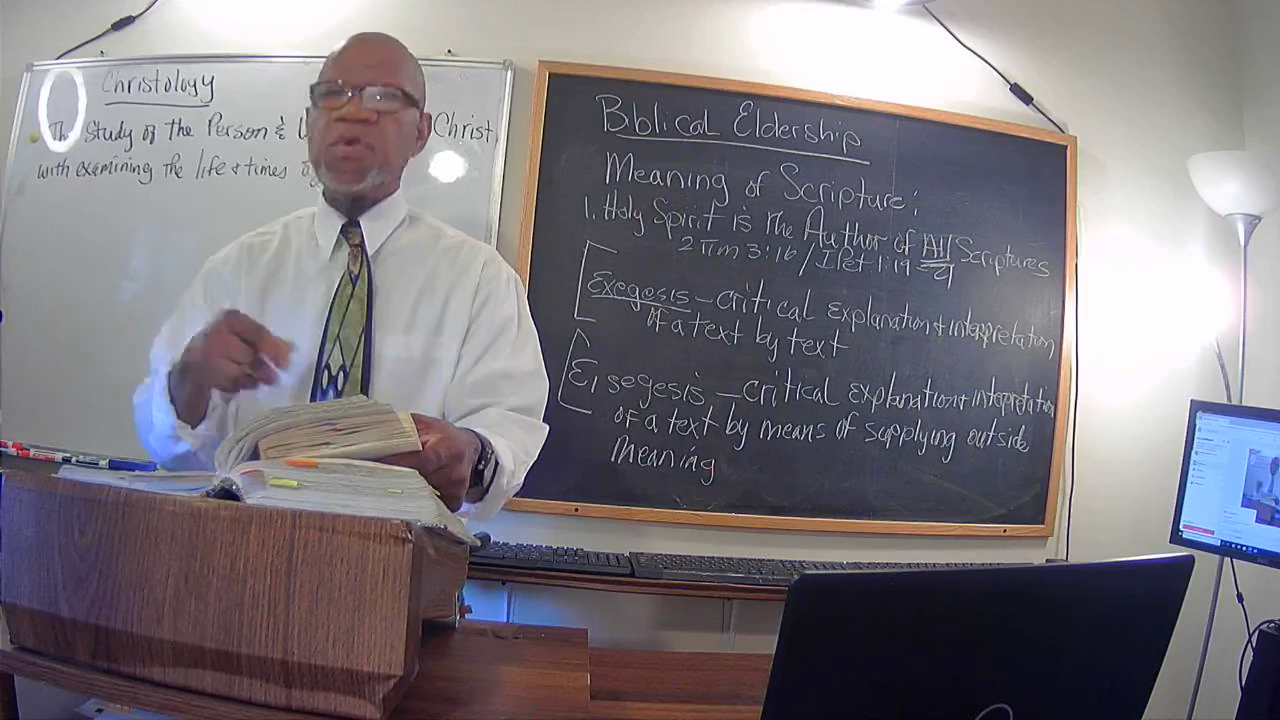 Christology
The Study of the Person & Christ
with examining the life & times
Biblical Eldership
Meaning of Scripture:
1. Holy Spirit is the Author of All Scriptures
2 Tim 3:16 / I Pet. 1:19-21
Exegesis - critical explanation & interpretation
of a text by text
Eisegesis - critical explanation & interpretation
of a text by means of supplying outside
meaning